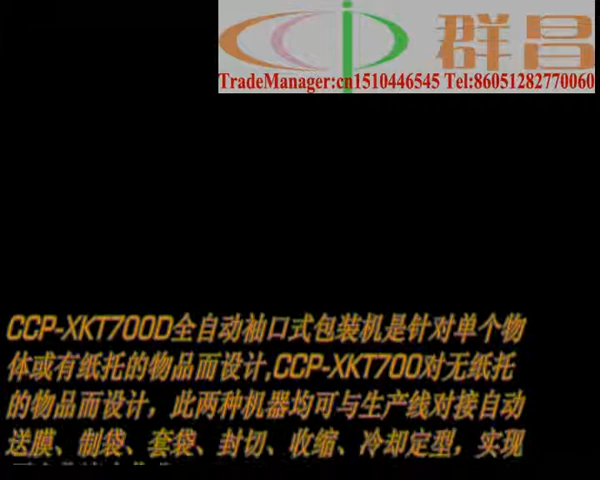 群昌
TradeManager:cn1510446545 Tel:8605128277​0060
CCP-XKT700D全自动袖口式包装机是针对单个物
体或有纸托的物品而设计,CCP-XKT700对无纸托
的物品而设计，此两种机器均可与生产线对接自动
送膜、制袋、套袋、封切、收缩、冷却定型，实现